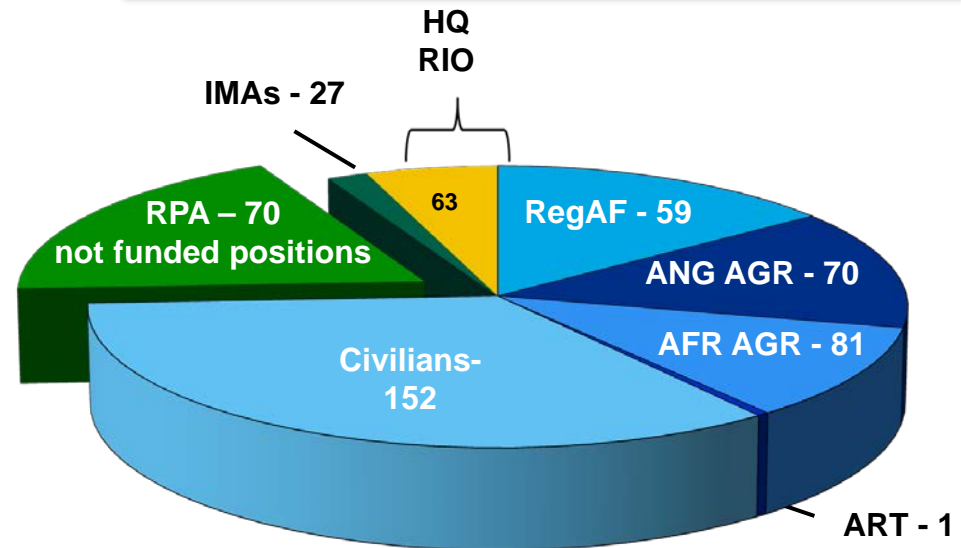 HQ
RIO
IMAs - 27
63
RPA – 70
not funded positions
RegAF - 59
ANG AGR - 70
AFR AGR - 81
Civilians-
152
ART - 1